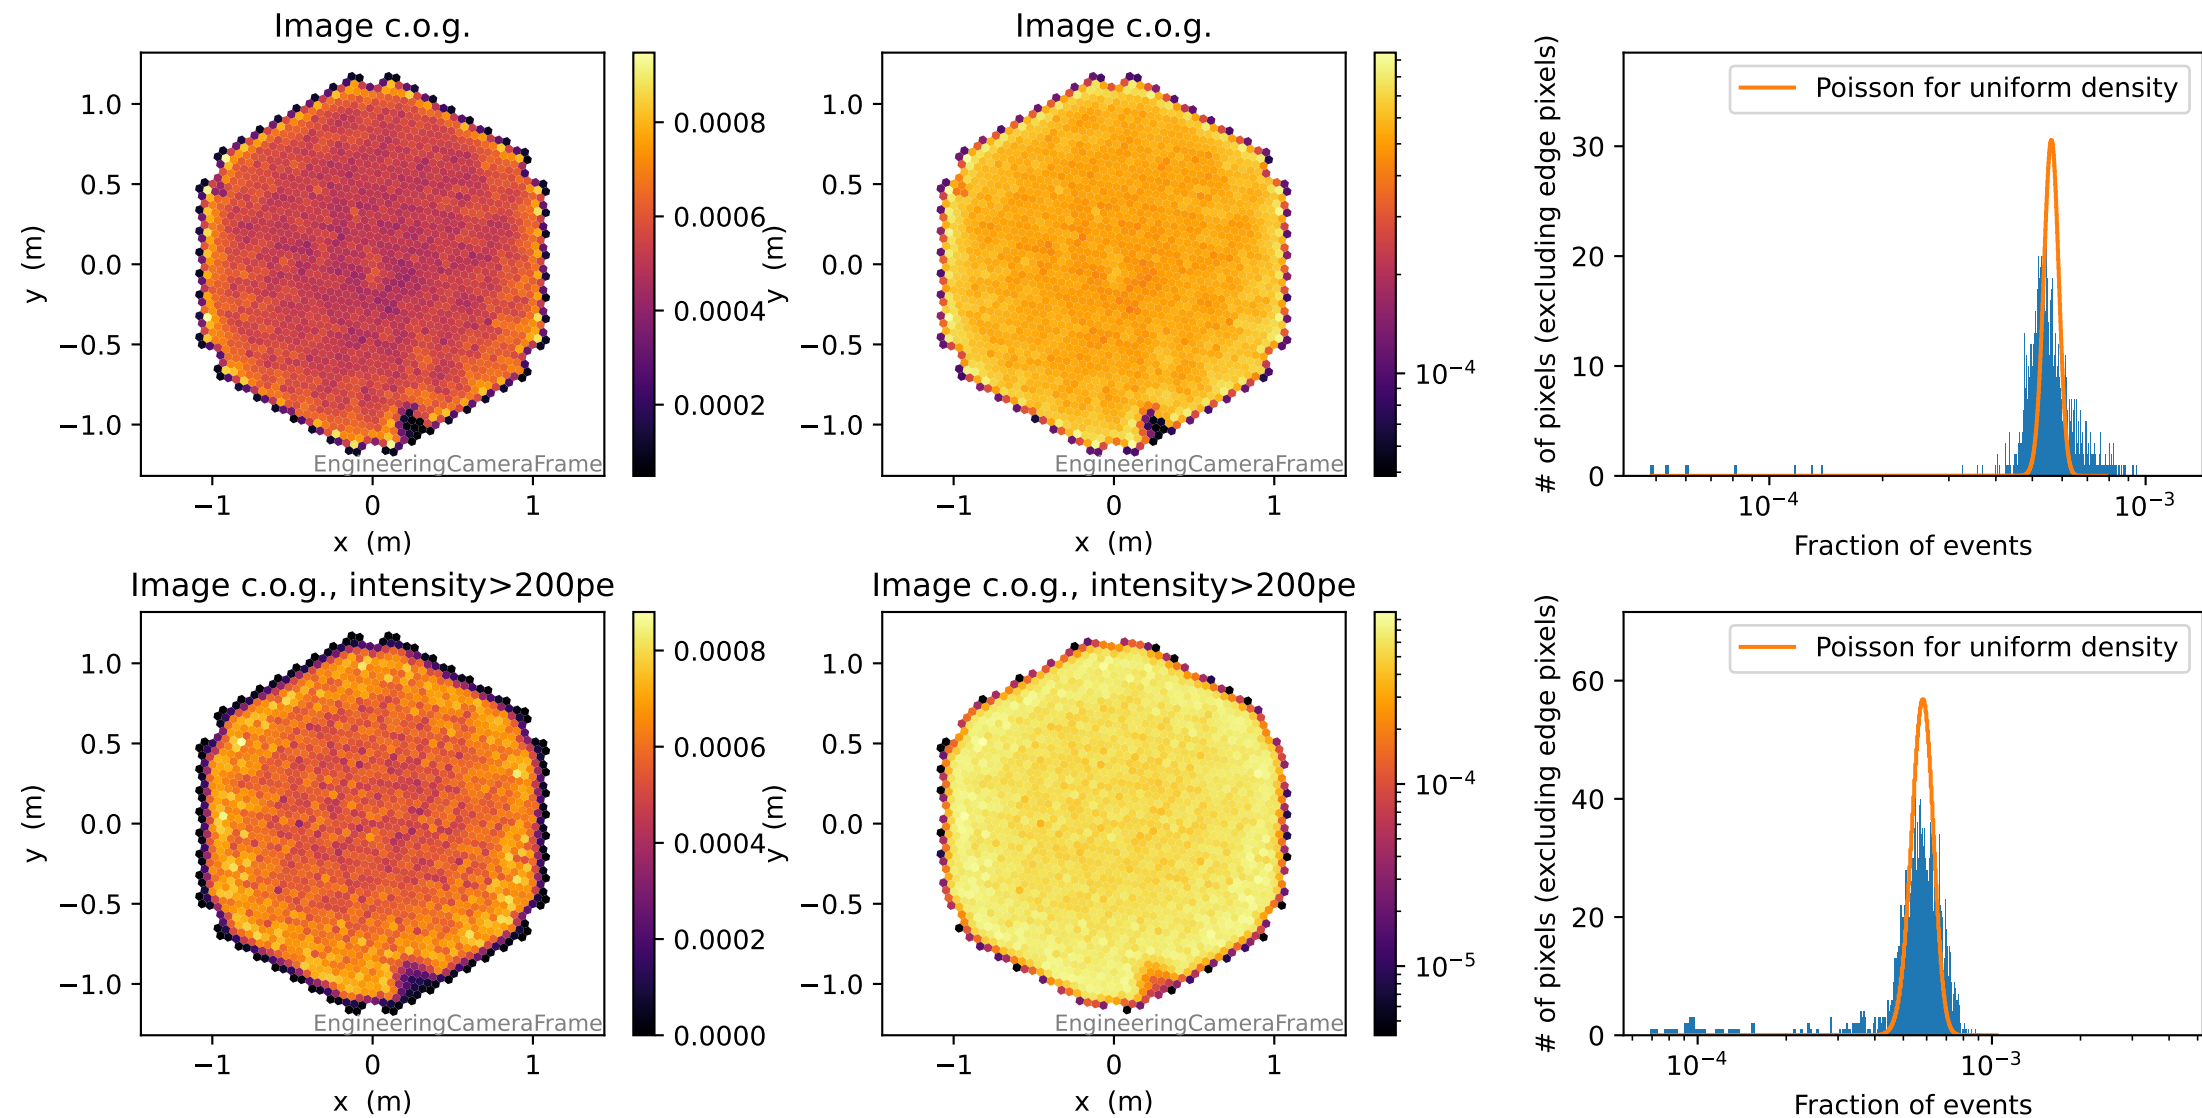 Image c.o.g.
1.0
0.5
0.0
−0.5
−1.0
y (m)
−1
0
1
x (m)
EngineeringCameraFrame
0.0008
0.0006
0.0004
0.0002
Image c.o.g.
1.0
0.5
0.0
−0.5
−1.0
y (m)
−1
0
1
x (m)
EngineeringCameraFrame
10⁻⁴
Poisson for uniform density
30
20
10
0
# of pixels (excluding edge pixels)
10⁻⁴
10⁻³
Fraction of events
Image c.o.g., intensity>200pe
1.0
0.5
0.0
−0.5
−1.0
y (m)
−1
0
1
x (m)
EngineeringCameraFrame
0.0008
0.0006
0.0004
0.0002
0.0000
Image c.o.g., intensity>200pe
1.0
0.5
0.0
−0.5
−1.0
y (m)
−1
0
1
x (m)
EngineeringCameraFrame
10⁻⁴
10⁻⁵
Poisson for uniform density
60
40
20
0
# of pixels (excluding edge pixels)
10⁻⁴
10⁻³
Fraction of events